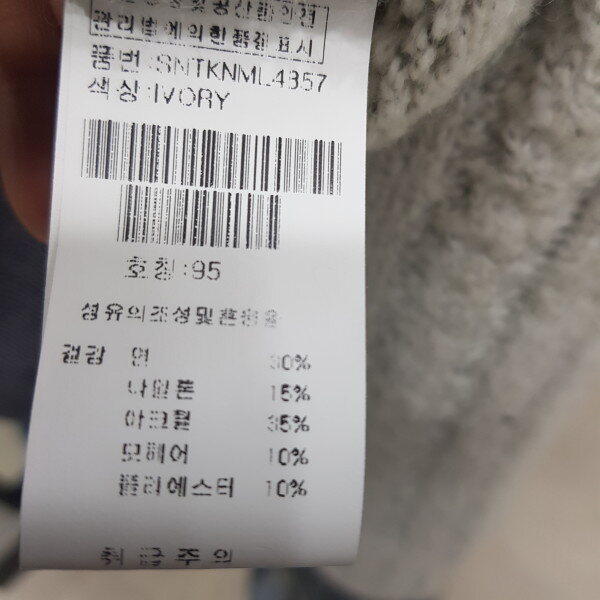 관리법에의한품질표시
품번:SNTKNML4357
색상:IVORY
호칭:95
섬유의조성및혼용율
겉감 면 30%
나일론 15%
아크릴 35%
모헤어 10%
폴리에스터 10%
취급주의